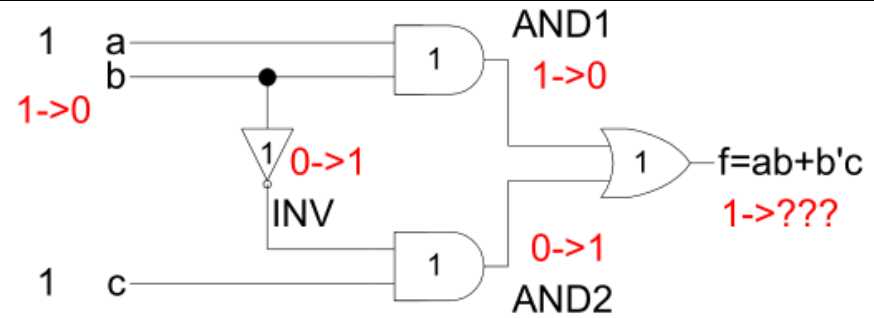 AND1
1 a
1
b
1->0
1->0
1
0->1
1
f=ab+b'c
1->???
INV
0->1
1
1 c
AND2